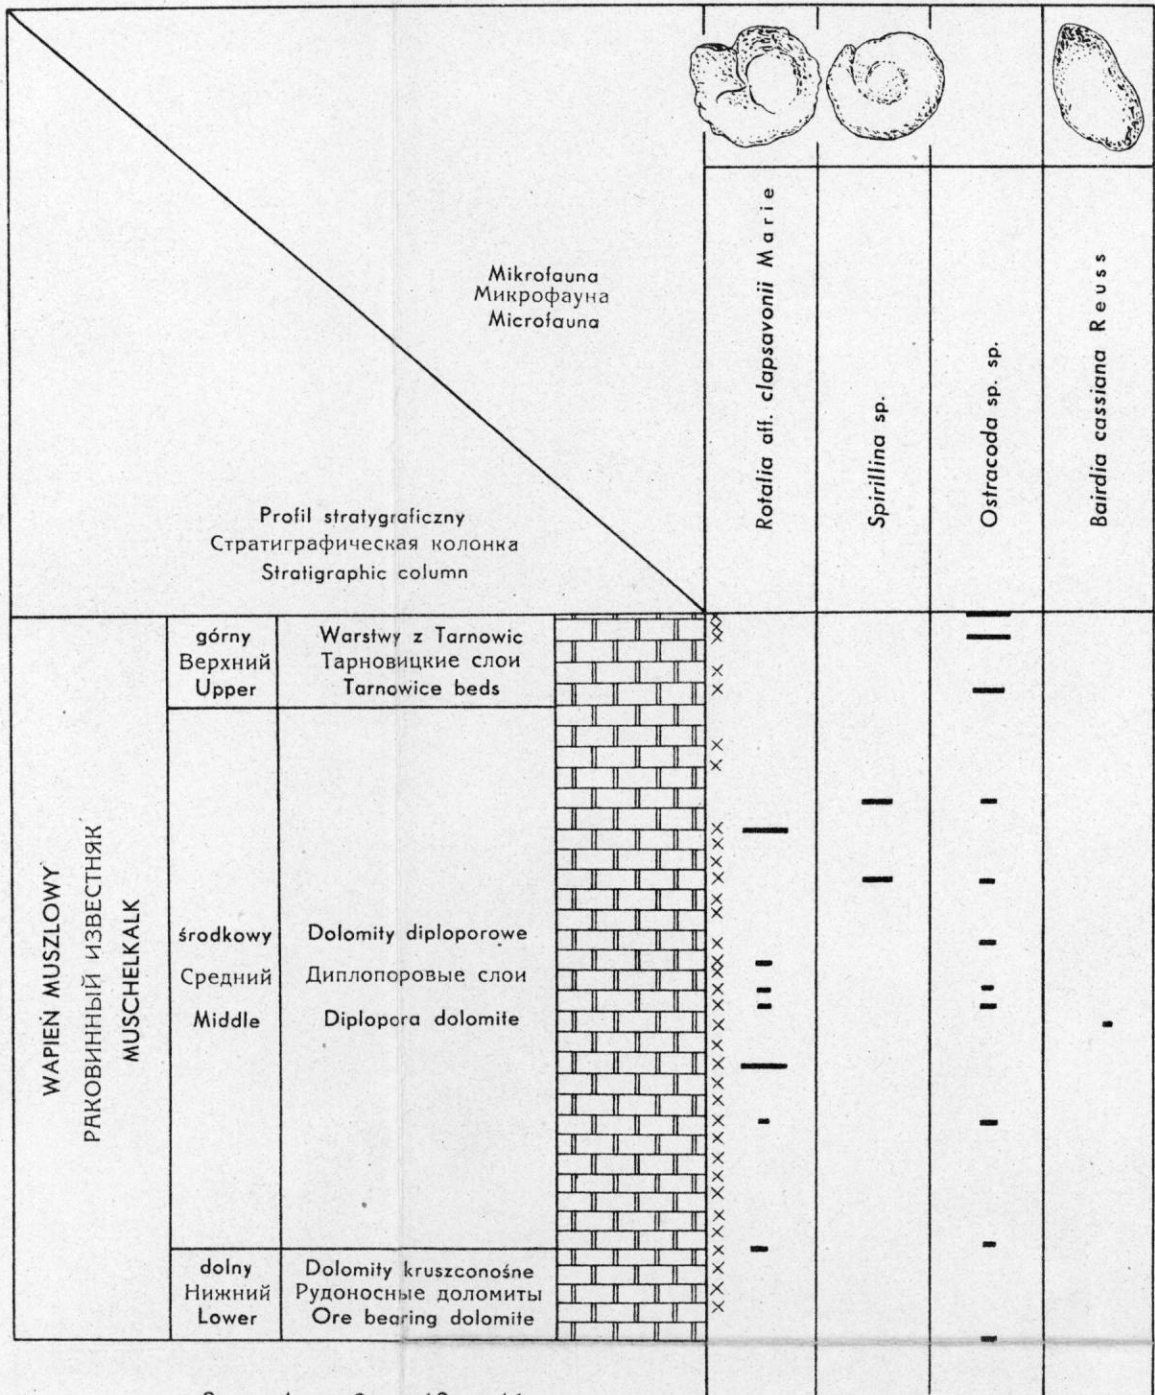 Mikrofauna
Микрофауна
Microfauna
Profil stratygraficzny
Стратиграфическая колонка
Stratigraphic column
Rotalia aff. clapsavonii Marie
Spirillina sp.
Ostracoda sp. sp.
Bairdia cassiana Reuss
WAPIEŃ MUSZLOWY
РАКОВИННЫЙ ИЗВЕСТНЯК
MUSCHELKALK
górny
Верхний
Upper
Warstwy z Tarnowic
Тарновицкие слои
Tarnowice beds
środkowy
Средний
Middle
Dolomity diploporowe
Диплопоровые слои
Diplopora dolomite
dolny
Нижний
Lower
Dolomity kruszconośne
Рудоносные доломиты
Ore bearing dolomite